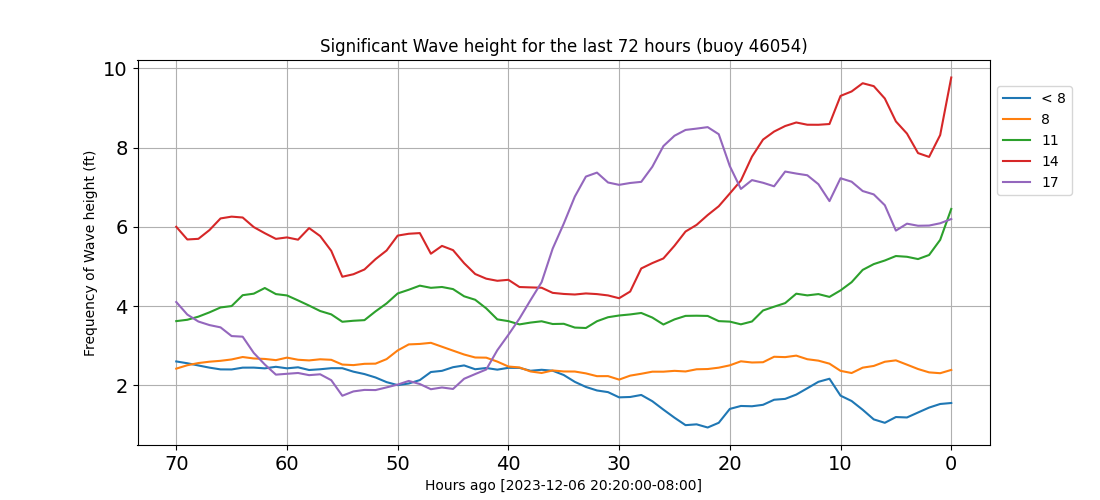 Significant Wave height for the last 72 hours (buoy 46054)
Frequency of Wave height (ft)
10
8
6
4
2
70 60 50 40 30 20 10 0
Hours ago [2023-12-06 20:20:00-08:00]
< 8
8
11
14
17